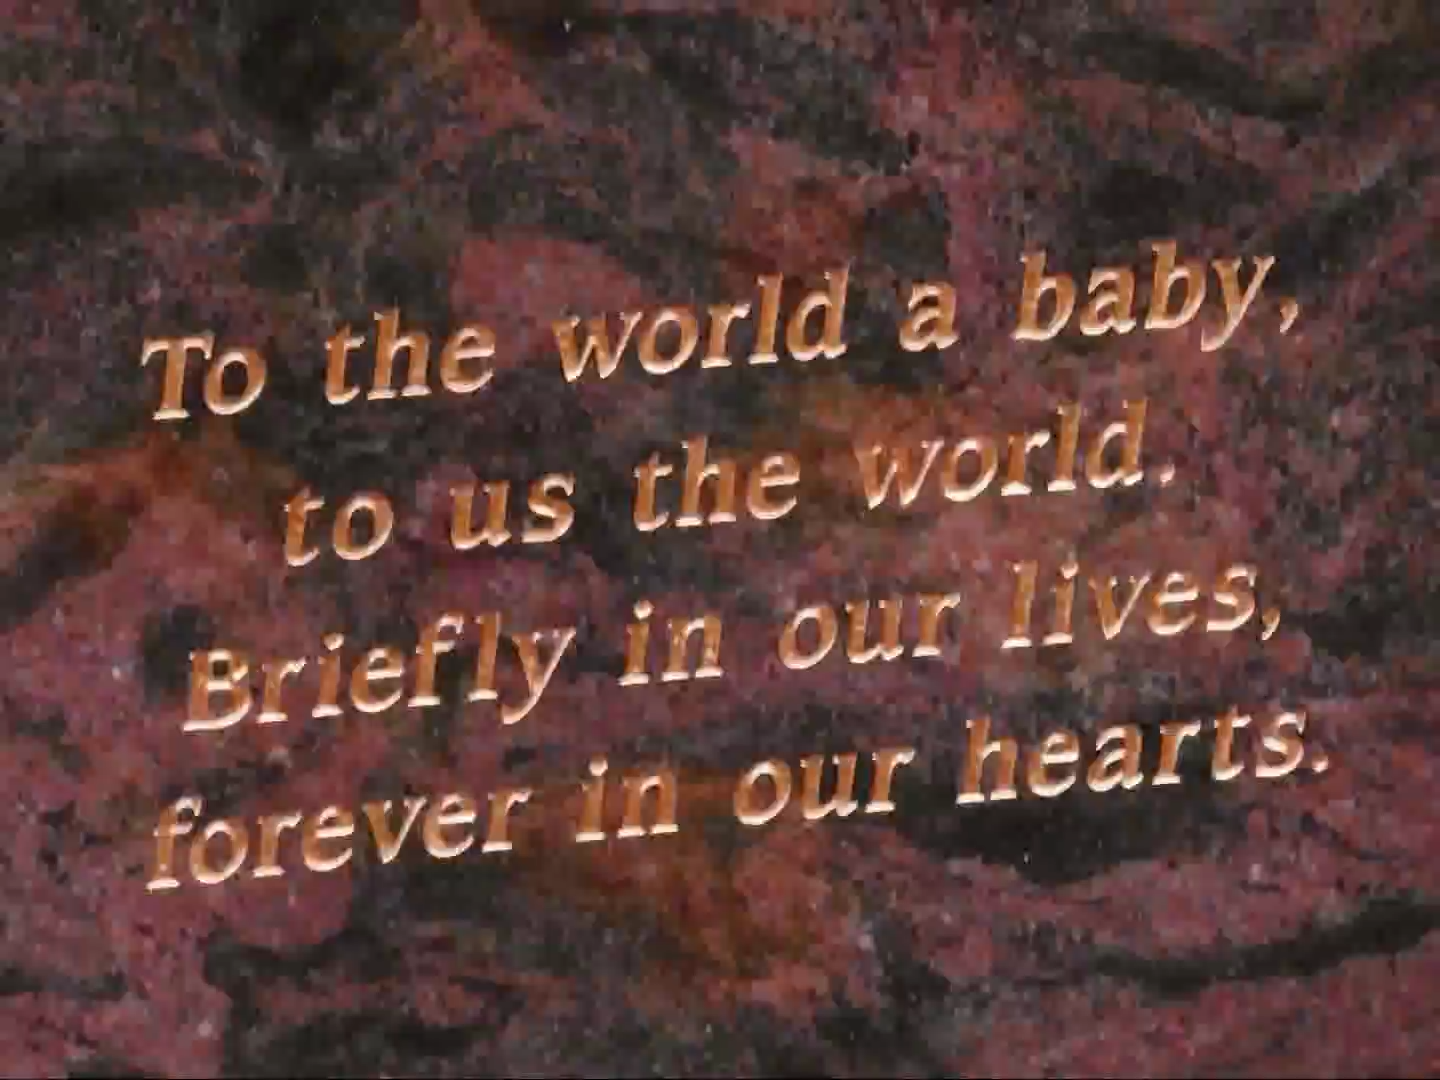 To the world a baby,
to us the world.
Briefly in our lives,
forever in our hearts.